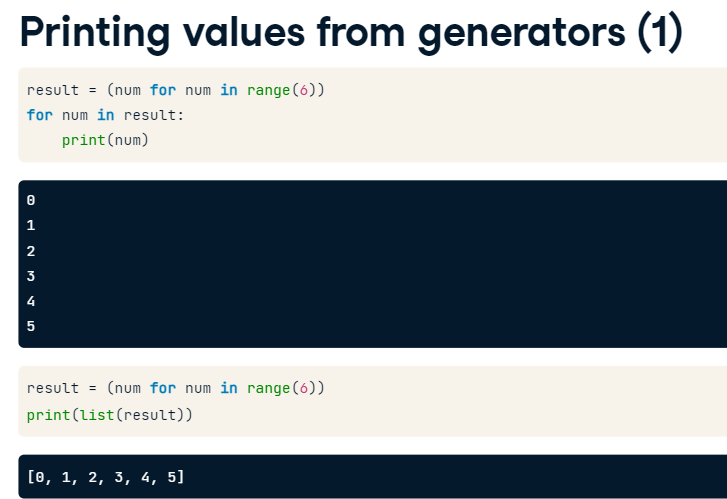 Printing values from generators (1)
result = (num for num in range(6))
for num in result:
    print(num)
0
1
2
3
4
5
result = (num for num in range(6))
print(list(result))
[0, 1, 2, 3, 4, 5]